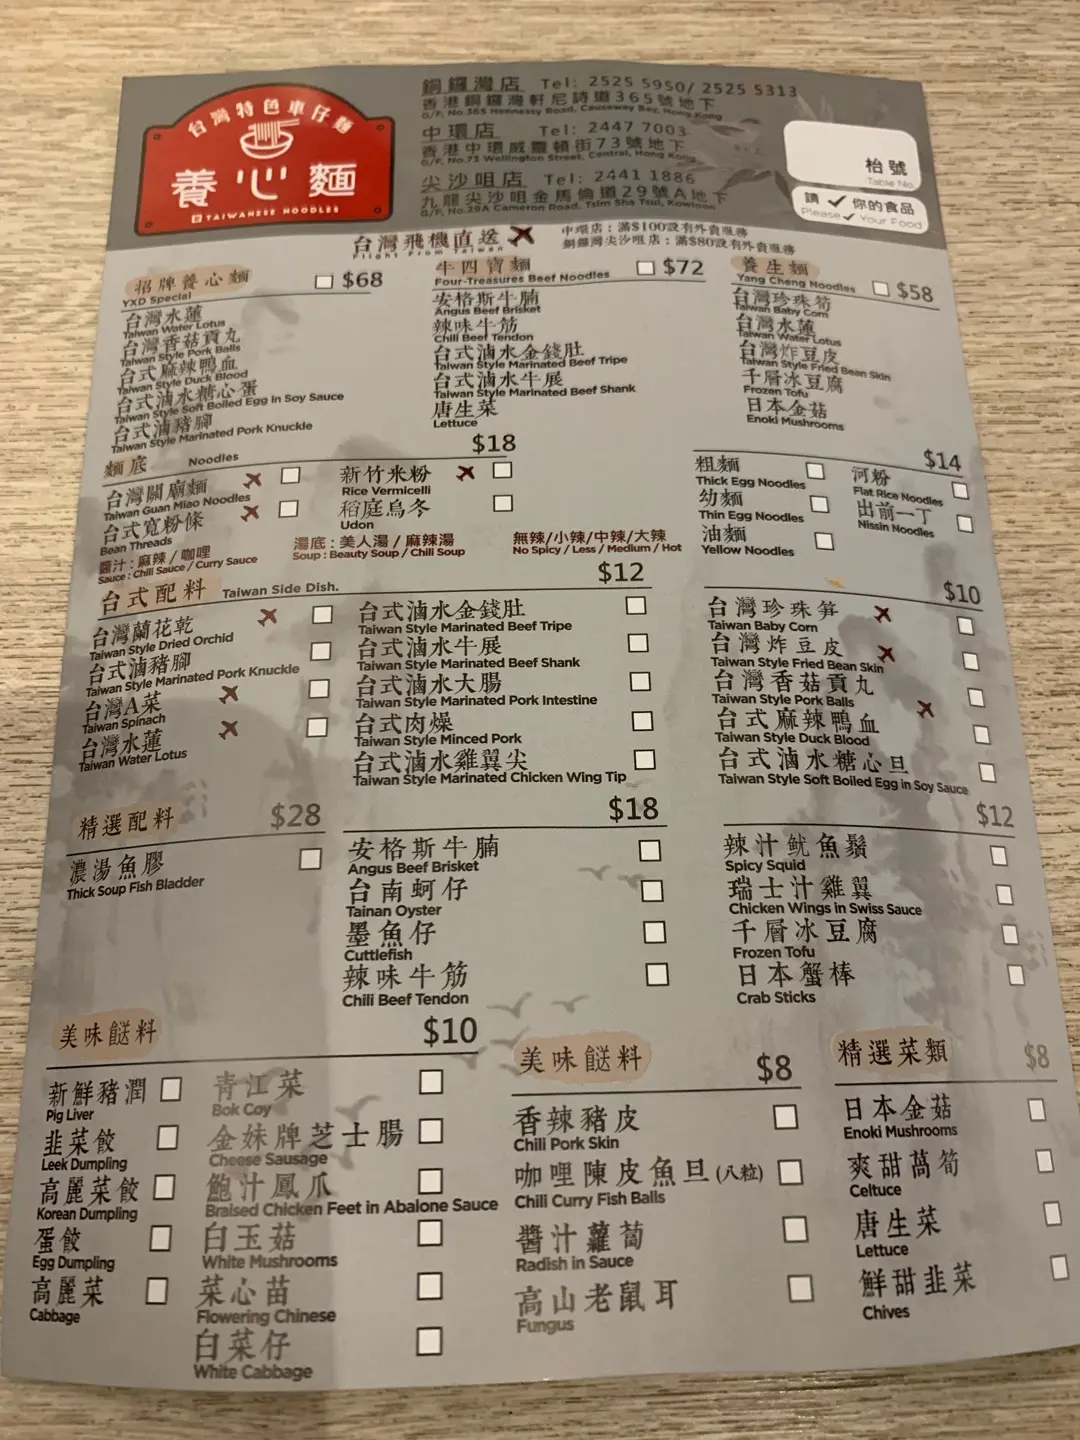 台灣特色車仔麵
養心麵
TAIWANESE NOODLES
銅鑼灣店 Tel: 2525 5950/ 2525 5313
香港銅鑼灣軒尼詩道365號地下
G/F, No.365 Hennessy Road, Causeway Bay, Hong Kong
中環店 Tel: 2447 7003
香港中環威靈頓街73號地下
G/F, No.71 Wellington Street, Central, Hong Kong
尖沙咀店 Tel: 2441 1886
九龍尖沙咀金馬倫道29號A地下
G/F, No.29A Cameron Road, Tsim Sha Tsui, Kowloon
枱號
Table No.
請 ✓ 你的食品
Please ✓ Your Food
台灣飛機直送
Flight From Taiwan
中環店：滿$100設有外賣服務
銅鑼灣尖沙咀店：滿$80設有外賣服務
招牌養心麵 $68
YXD Special
台灣水蓮
Taiwan Water Lotus
台灣香菇貢丸
Taiwan Style Pork Balls
台式麻辣鴨血
Taiwan Style Duck Blood
台式滷水糖心蛋
Taiwan Style Soft Boiled Egg in Soy Sauce
台式滷豬腳
Taiwan Style Marinated Pork Knuckle
牛四寶麵 $72
Four-Treasures Beef Noodles
安格斯牛腩
Angus Beef Brisket
辣味牛筋
Chili Beef Tendon
台式滷水金錢肚
Taiwan Style Marinated Beef Tripe
台式滷水牛展
Taiwan Style Marinated Beef Shank
唐生菜
Lettuce
養生麵
Yang Cheng Noodles $58
台灣珍珠筍
Taiwan Baby Corn
台灣水蓮
Taiwan Water Lotus
台灣炸豆皮
Taiwan Style Fried Bean Skin
千層冰豆腐
Frozen Tofu
日本金菇
Enoki Mushrooms
麵底 Noodles $18
台灣關廟麵
Taiwan Guan Miao Noodles
台式寬粉條
Bean Threads
新竹米粉
Rice Vermicelli
稻庭烏冬
Udon
$14
粗麵
Thick Egg Noodles
幼麵
Thin Egg Noodles
油麵
Yellow Noodles
河粉
Flat Rice Noodles
出前一丁
Nissin Noodles
醬汁：麻辣 / 咖哩
Sauce : Chili Sauce / Curry Sauce
湯底：美人湯 / 麻辣湯
Soup : Beauty Soup / Chili Soup
無辣/小辣/中辣/大辣
No Spicy / Less / Medium / Hot
台式配料 Taiwan Side Dish. $12
台灣蘭花乾
Taiwan Style Dried Orchid
台式滷豬腳
Taiwan Style Marinated Pork Knuckle
台灣A菜
Taiwan Spinach
台灣水蓮
Taiwan Water Lotus
台式滷水金錢肚
Taiwan Style Marinated Beef Tripe
台式滷水牛展
Taiwan Style Marinated Beef Shank
台式滷水大腸
Taiwan Style Marinated Pork Intestine
台式肉燥
Taiwan Style Minced Pork
台式滷水雞翼尖
Taiwan Style Marinated Chicken Wing Tip
$10
台灣珍珠筍
Taiwan Baby Corn
台灣炸豆皮
Taiwan Style Fried Bean Skin
台灣香菇貢丸
Taiwan Style Pork Balls
台式麻辣鴨血
Taiwan Style Duck Blood
台式滷水糖心旦
Taiwan Style Soft Boiled Egg in Soy Sauce
精選配料 $28
濃湯魚膠
Thick Soup Fish Bladder
$18
安格斯牛腩
Angus Beef Brisket
台南蚵仔
Tainan Oyster
墨魚仔
Cuttlefish
辣味牛筋
Chili Beef Tendon
$12
辣汁魷魚鬚
Spicy Squid
瑞士汁雞翼
Chicken Wings in Swiss Sauce
千層冰豆腐
Frozen Tofu
日本蟹棒
Crab Sticks
美味餸料 $10
新鮮豬潤
Pig Liver
韭菜餃
Leek Dumpling
高麗菜餃
Korean Dumpling
蛋餃
Egg Dumpling
高麗菜
Cabbage
青江菜
Bok Coy
金妹牌芝士腸
Cheese Sausage
鮑汁鳳爪
Braised Chicken Feet in Abalone Sauce
白玉菇
White Mushrooms
菜心苗
Flowering Chinese
白菜仔
White Cabbage
美味餸料 $8
香辣豬皮
Chili Pork Skin
咖哩陳皮魚旦(八粒)
Chili Curry Fish Balls
醬汁蘿蔔
Radish in Sauce
高山老鼠耳
Fungus
精選菜類 $8
日本金菇
Enoki Mushrooms
爽甜萵筍
Celtuce
唐生菜
Lettuce
鮮甜韭菜
Chives